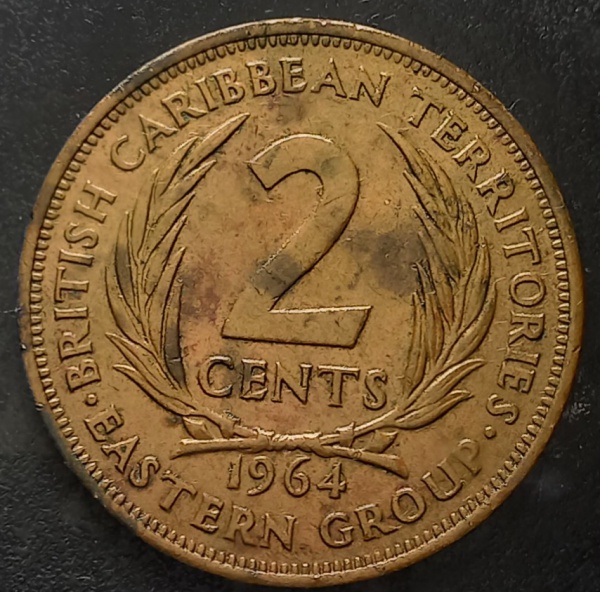 BRITISH CARIBBEAN TERRITORIES
2
CENTS
1964
· EASTERN GROUP ·